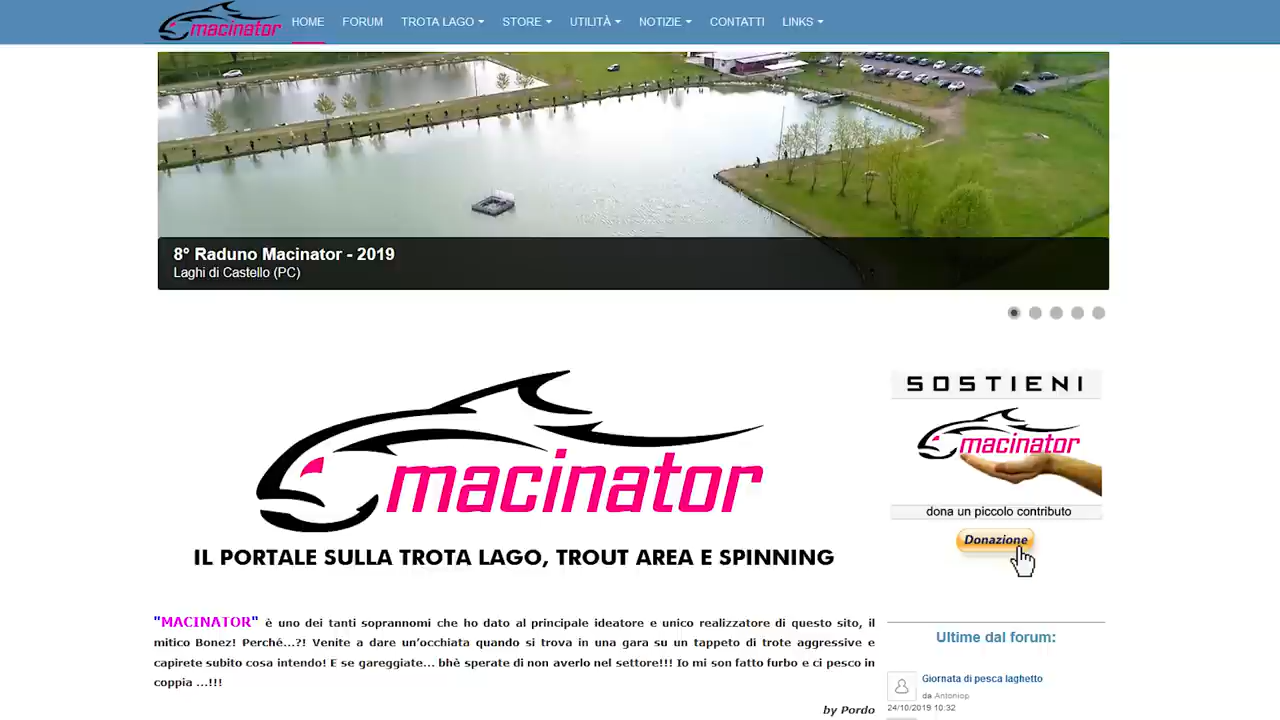 macinator HOME FORUM TROTA LAGO STORE UTILITÀ NOTIZIE CONTATTI LINKS
8° Raduno Macinator - 2019
Laghi di Castello (PC)
macinator
IL PORTALE SULLA TROTA LAGO, TROUT AREA E SPINNING
SOSTIENI
macinator
dona un piccolo contributo
Donazione
"MACINATOR" è uno dei tanti soprannomi che ho dato al principale ideatore e unico realizzatore di questo sito, il
mitico Bonez! Perché...?! Venite a dare un'occhiata quando si trova in una gara su un tappeto di trote aggressive e
capirete subito cosa intendo! E se gareggiate... bhè sperate di non averlo nel settore!!! Io mi son fatto furbo e ci pesco in
coppia ...!!!
by Pordo
Ultime dal forum:
Giornata di pesca laghetto
da Antoniop
24/10/2019 10:32